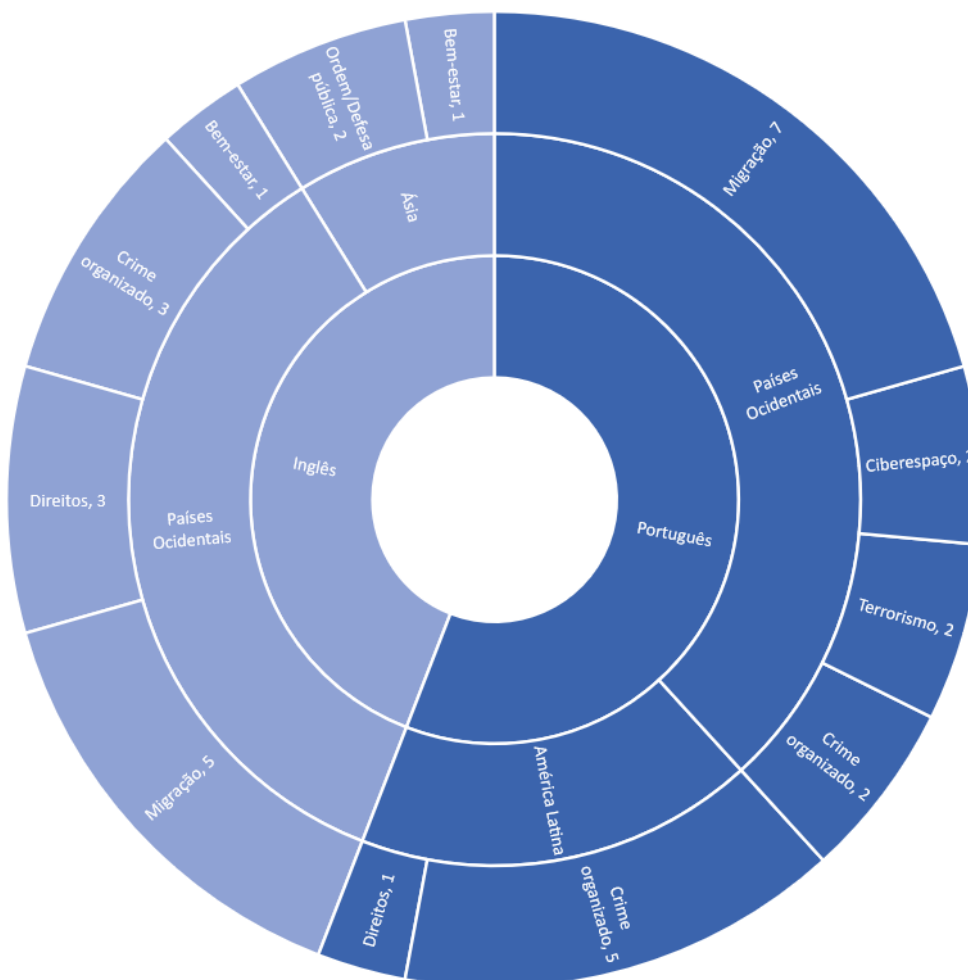 Português
Países
Ocidentais
Migração, 7
Ciberespaço,
Terrorismo, 2
Crime
organizado, 2
América Latina
Crime
organizado, 5
Direitos, 1
Inglês
Países
Ocidentais
Migração, 5
Direitos, 3
Crime
organizado, 3
Bem-estar, 1
Ásia
Ordem/Defesa
pública, 2
Bem-estar, 1